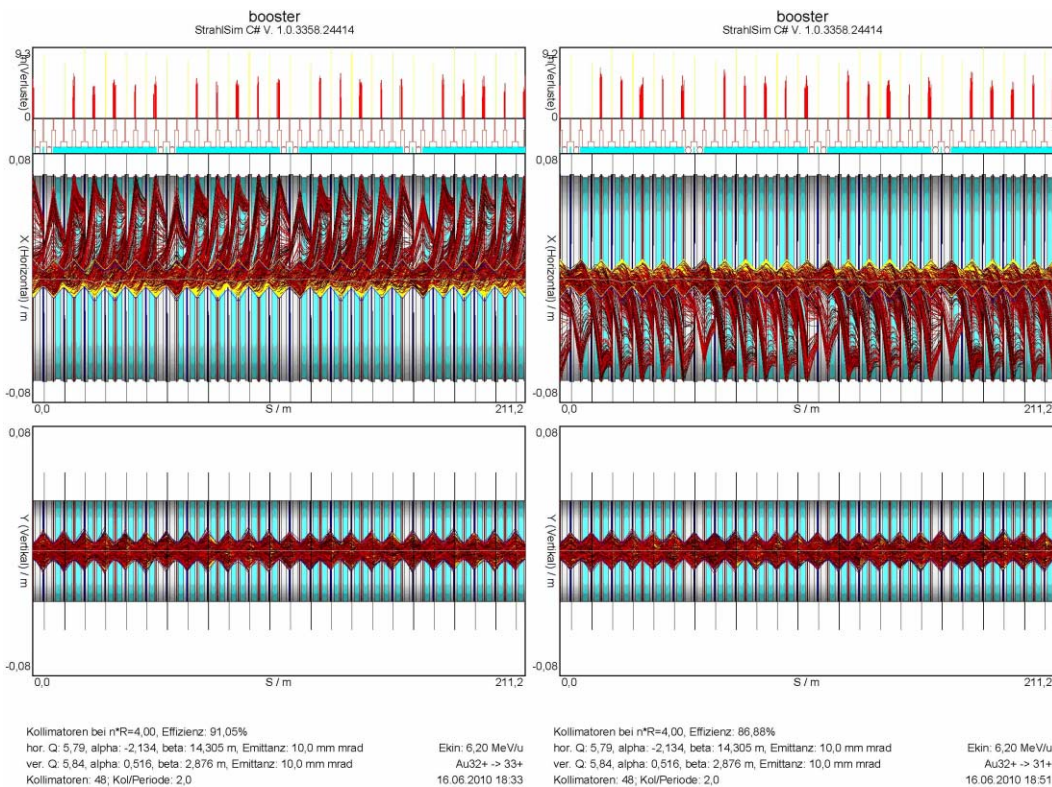 booster
StrahlSim C# V. 1.0.3358.24414
9,3
ln(Verluste)
0
0,08
X (Horizontal) / m
-0,08
0,0
S / m
211,2
0,08
Y (Vertikal) / m
-0,08
0,0
S / m
211,2
Kollimatoren bei n*R=4,00, Effizienz: 91,05%
hor. Q: 5,79, alpha: -2,134, beta: 14,305 m, Emittanz: 10,0 mm mrad
Ekin: 6,20 MeV/u
ver. Q: 5,84, alpha: 0,516, beta: 2,876 m, Emittanz: 10,0 mm mrad
Au32+ -> 33+
Kollimatoren: 48; Kol/Periode: 2,0
16.06.2010 18:33
booster
StrahlSim C# V. 1.0.3358.24414
9,2
ln(Verluste)
0
0,08
X (Horizontal) / m
-0,08
0,0
S / m
211,2
0,08
Y (Vertikal) / m
-0,08
0,0
S / m
211,2
Kollimatoren bei n*R=4,00, Effizienz: 86,88%
hor. Q: 5,79, alpha: -2,134, beta: 14,305 m, Emittanz: 10,0 mm mrad
Ekin: 6,20 MeV/u
ver. Q: 5,84, alpha: 0,516, beta: 2,876 m, Emittanz: 10,0 mm mrad
Au32+ -> 31+
Kollimatoren: 48; Kol/Periode: 2,0
16.06.2010 18:51